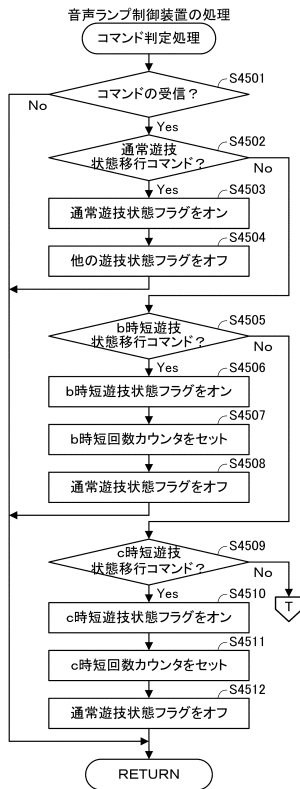 音声ランプ制御装置の処理
コマンド判定処理
S4501
コマンドの受信？
No
Yes
S4502
通常遊技
状態移行コマンド？
No
Yes
S4503
通常遊技状態フラグをオン
S4504
他の遊技状態フラグをオフ
S4505
b時短遊技
状態移行コマンド？
No
Yes
S4506
b時短遊技状態フラグをオン
S4507
b時短回数カウンタをセット
S4508
通常遊技状態フラグをオフ
S4509
c時短遊技
状態移行コマンド？
No
Yes
T
S4510
c時短遊技状態フラグをオン
S4511
c時短回数カウンタをセット
S4512
通常遊技状態フラグをオフ
RETURN